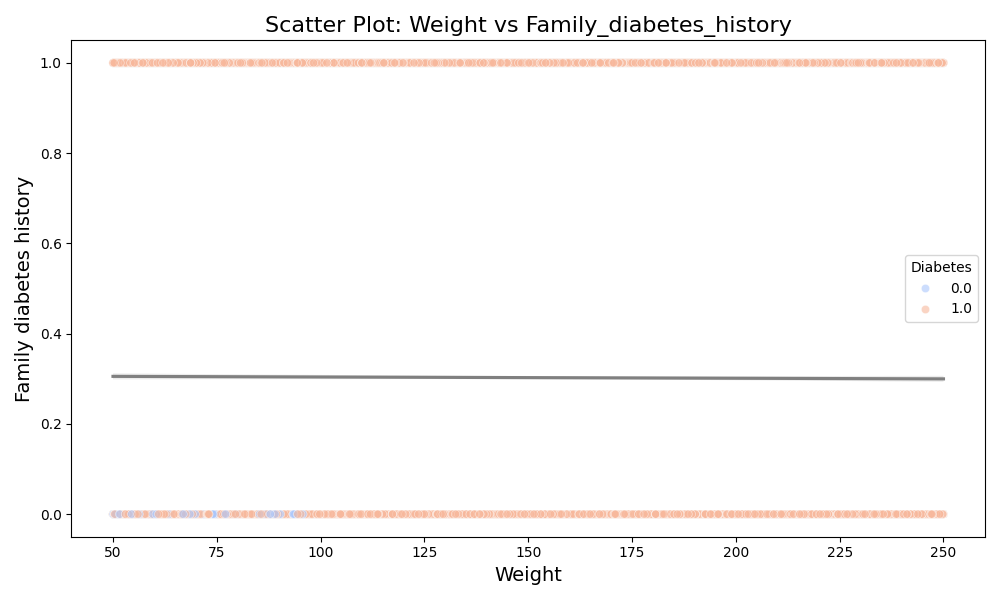 Scatter Plot: Weight vs Family_diabetes_history
1.0
0.8
0.6
0.4
0.2
0.0
Family diabetes history
Diabetes
0.0
1.0
50 75 100 125 150 175 200 225 250
Weight